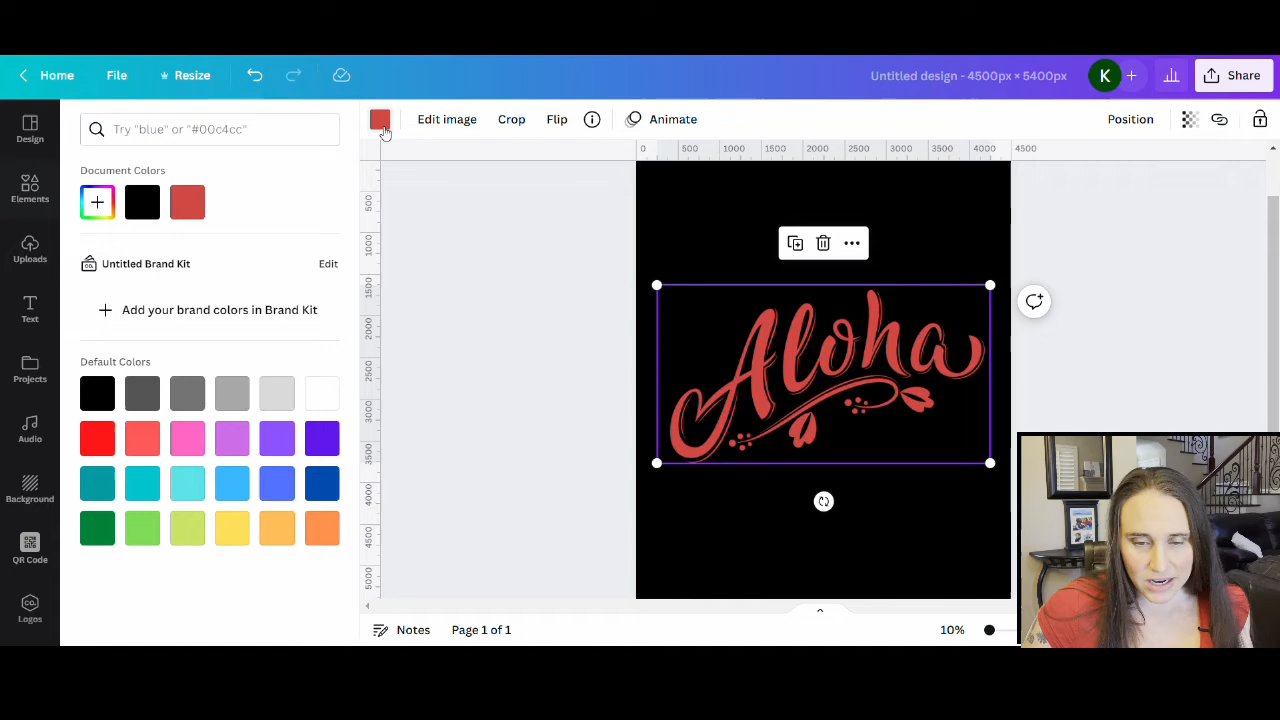 Home File Resize Untitled design - 4500px × 5400px K Share
Try "blue" or "#00c4cc" Edit image Crop Flip Animate Position
0 500 1000 1500 2000 2500 3000 3500 4000 4500
Design
Elements
Uploads
Text
Projects
Audio
Background
QR Code
CO.
Logos
Document Colors
CO. Untitled Brand Kit Edit
Add your brand colors in Brand Kit
Default Colors
500
1000
1500
2000
2500
3000
3500
4000
4500
5000
Aloha
Notes Page 1 of 1 10%